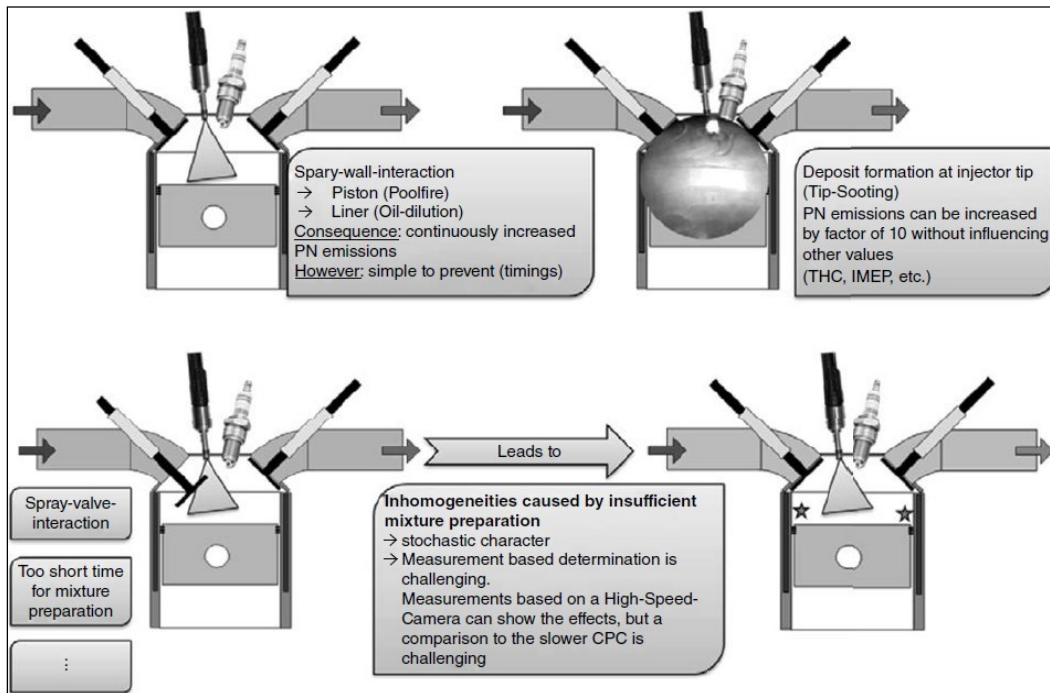 Spary-wall-interaction
→ Piston (Poolfire)
→ Liner (Oil-dilution)
Consequence: continuously increased
PN emissions
However: simple to prevent (timings)
Deposit formation at injector tip
(Tip-Sooting)
PN emissions can be increased
by factor of 10 without influencing
other values
(THC, IMEP, etc.)
Spray-valve-
interaction
Too short time
for mixture
preparation
⋮
Leads to
Inhomogeneities caused by insufficient
mixture preparation
→ stochastic character
→ Measurement based determination is
challenging.
Measurements based on a High-Speed-
Camera can show the effects, but a
comparison to the slower CPC is
challenging